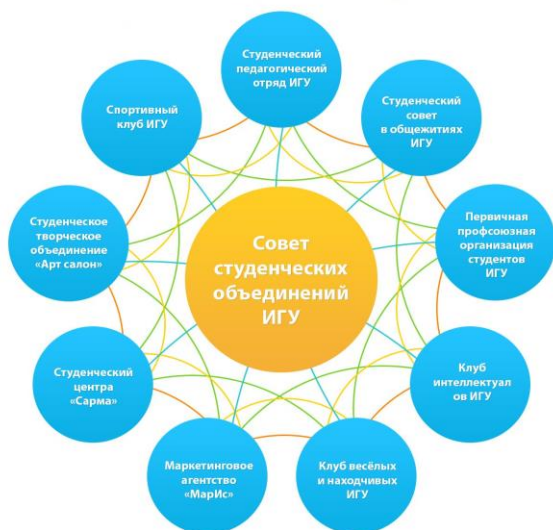 Студенческий
педагогический
отряд ИГУ
Студенческий
совет
в общежитиях
ИГУ
Первичная
профсоюзная
организация
студентов
ИГУ
Клуб
интеллектуал
ов ИГУ
Клуб весёлых
и находчивых
ИГУ
Маркетинговое
агентство
«МарИс»
Студенческий
центра
«Сарма»
Студенческое
творческое
объединение
«Арт салон»
Спортивный
клуб ИГУ
Совет
студенческих
объединений
ИГУ